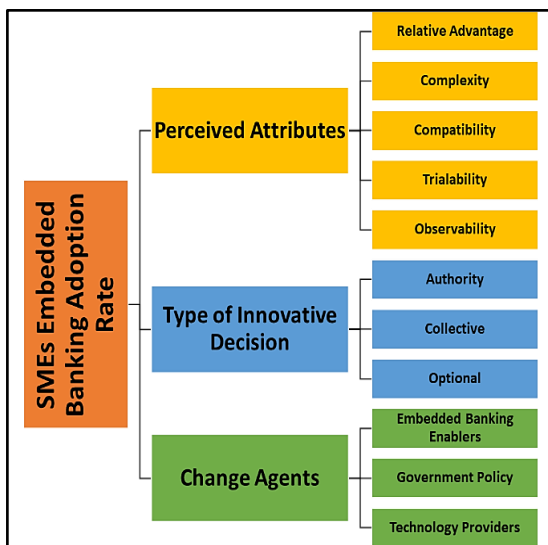 SMEs Embedded
Banking Adoption
Rate
Perceived Attributes
Relative Advantage
Complexity
Compatibility
Trialability
Observability
Type of Innovative
Decision
Authority
Collective
Optional
Change Agents
Embedded Banking
Enablers
Government Policy
Technology Providers